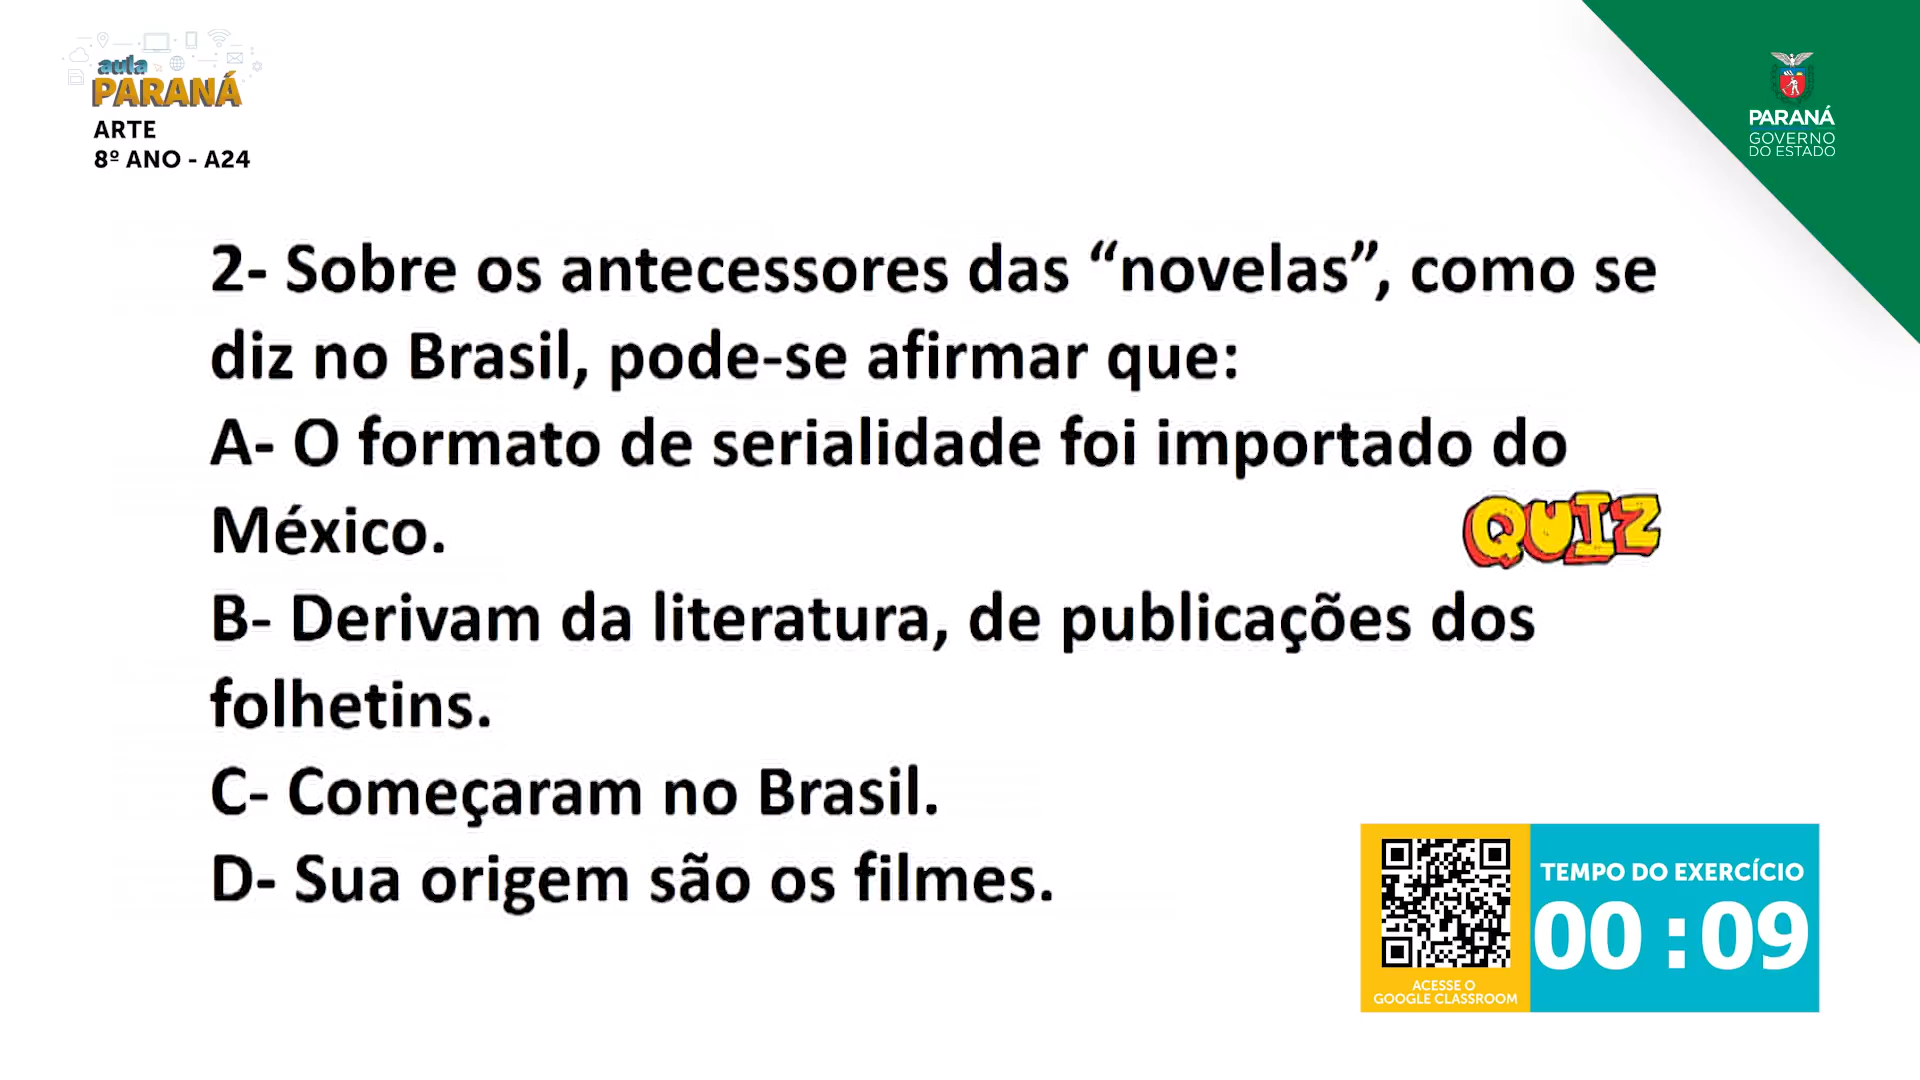 aula
PARANÁ
ARTE
8º ANO - A24
PARANÁ
GOVERNO
DO ESTADO
2- Sobre os antecessores das “novelas”, como se
diz no Brasil, pode-se afirmar que:
A- O formato de serialidade foi importado do
México.
QUIZ
B- Derivam da literatura, de publicações dos
folhetins.
C- Começaram no Brasil.
D- Sua origem são os filmes.
TEMPO DO EXERCÍCIO
00 : 09
ACESSE O
GOOGLE CLASSROOM